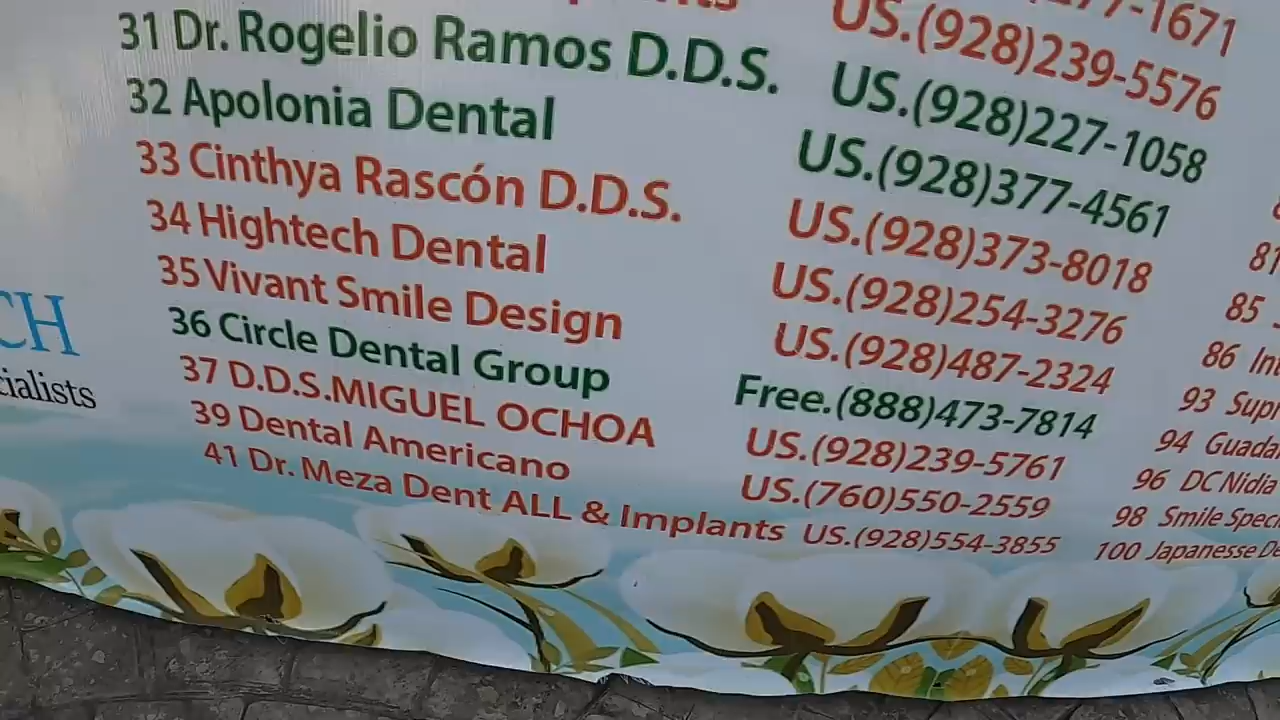 US.(928)239-5576
31 Dr. Rogelio Ramos D.D.S. US.(928)227-1058
32 Apolonia Dental US.(928)377-4561
33 Cinthya Rascón D.D.S. US.(928)373-8018
34 Hightech Dental US.(928)254-3276
35 Vivant Smile Design US.(928)487-2324
36 Circle Dental Group Free.(888)473-7814
37 D.D.S.MIGUEL OCHOA US.(928)239-5761
39 Dental Americano US.(760)550-2559
41 Dr. Meza Dent ALL & Implants US.(928)554-3855
81
85
86
93
94
96 DC Nidia
98 Smile
100 Japanesse